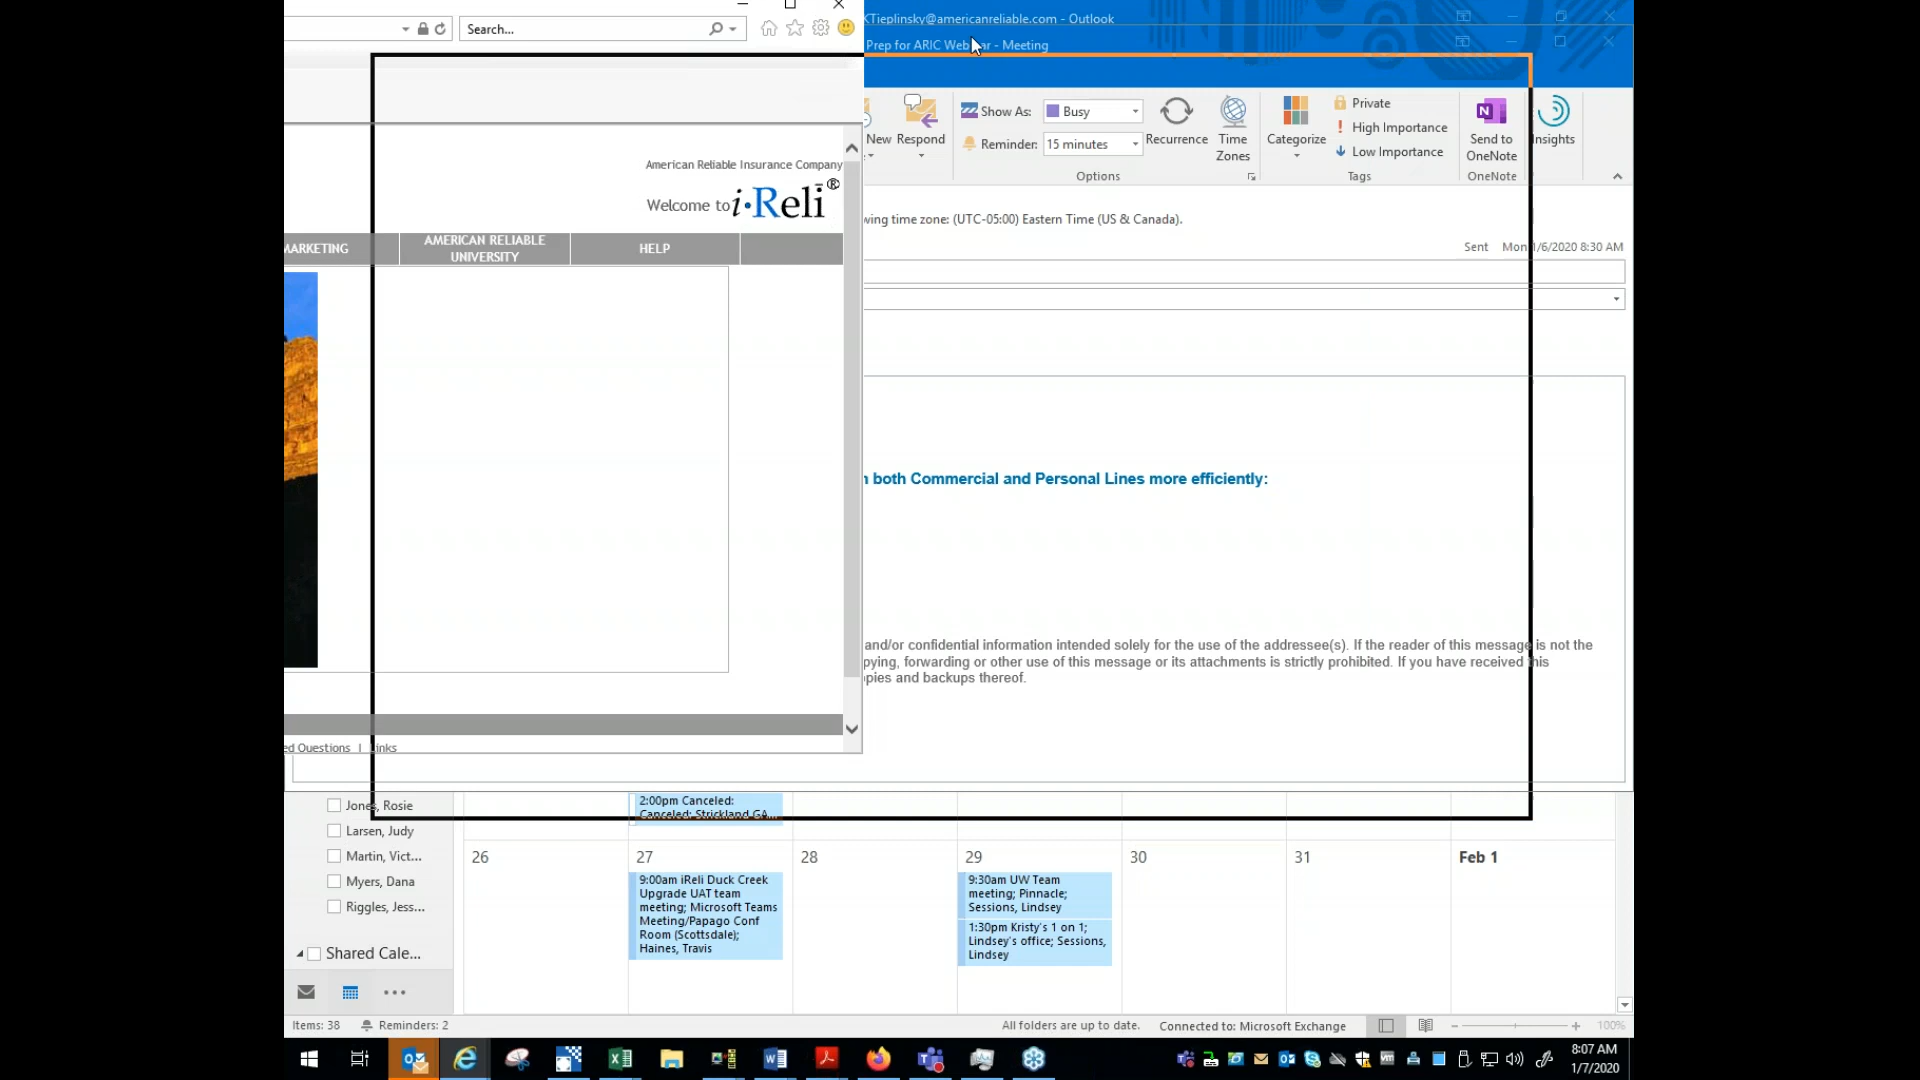 Search...
KTieplinsky@americanreliable.com - Outlook
Prep for ARIC Webinar - Meeting
New
Respond
Show As:
Busy
Reminder:
15 minutes
Recurrence
Time
Zones
Categorize
Private
High Importance
Low Importance
Send to
OneNote
Insights
Options
Tags
OneNote
American Reliable Insurance Company
Welcome to i·Reli®
MARKETING
AMERICAN RELIABLE
UNIVERSITY
HELP
wing time zone: (UTC-05:00) Eastern Time (US & Canada).
Sent Mon 1/6/2020 8:30 AM
both Commercial and Personal Lines more efficiently:
and/or confidential information intended solely for the use of the addressee(s). If the reader of this message is not the
pying, forwarding or other use of this message or its attachments is strictly prohibited. If you have received this
pies and backups thereof.
ed Questions | Links
Jones, Rosie
Larsen, Judy
Martin, Vict...
Myers, Dana
Riggles, Jess...
Shared Cale...
2:00pm Canceled:
Canceled: Strickland GA...
26
27
28
29
30
31
Feb 1
9:00am iReli Duck Creek
Upgrade UAT team
meeting; Microsoft Teams
Meeting/Papago Conf
Room (Scottsdale);
Haines, Travis
9:30am UW Team
meeting; Pinnacle;
Sessions, Lindsey
1:30pm Kristy's 1 on 1;
Lindsey's office; Sessions,
Lindsey
Items: 38
Reminders: 2
All folders are up to date.
Connected to: Microsoft Exchange
100%
8:07 AM
1/7/2020